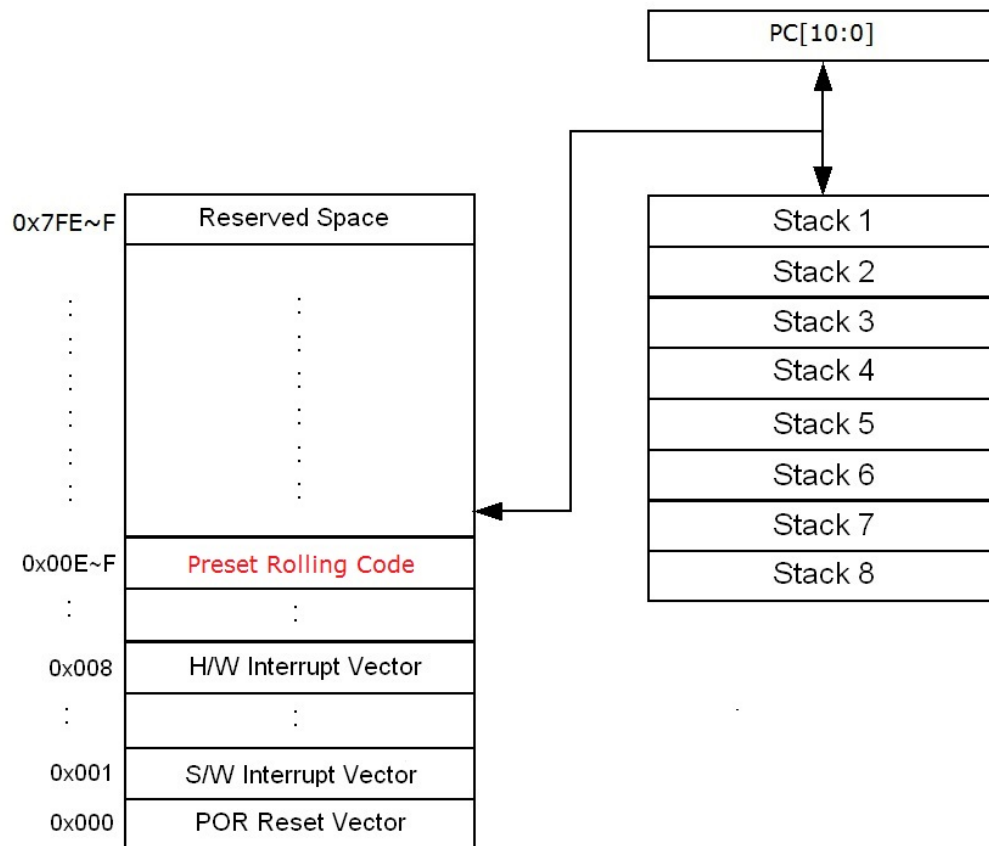 PC[10:0]
0x7FE~F Reserved Space
Stack 1
Stack 2
Stack 3
Stack 4
Stack 5
Stack 6
Stack 7
Stack 8
0x00E~F Preset Rolling Code
0x008 H/W Interrupt Vector
0x001 S/W Interrupt Vector
0x000 POR Reset Vector